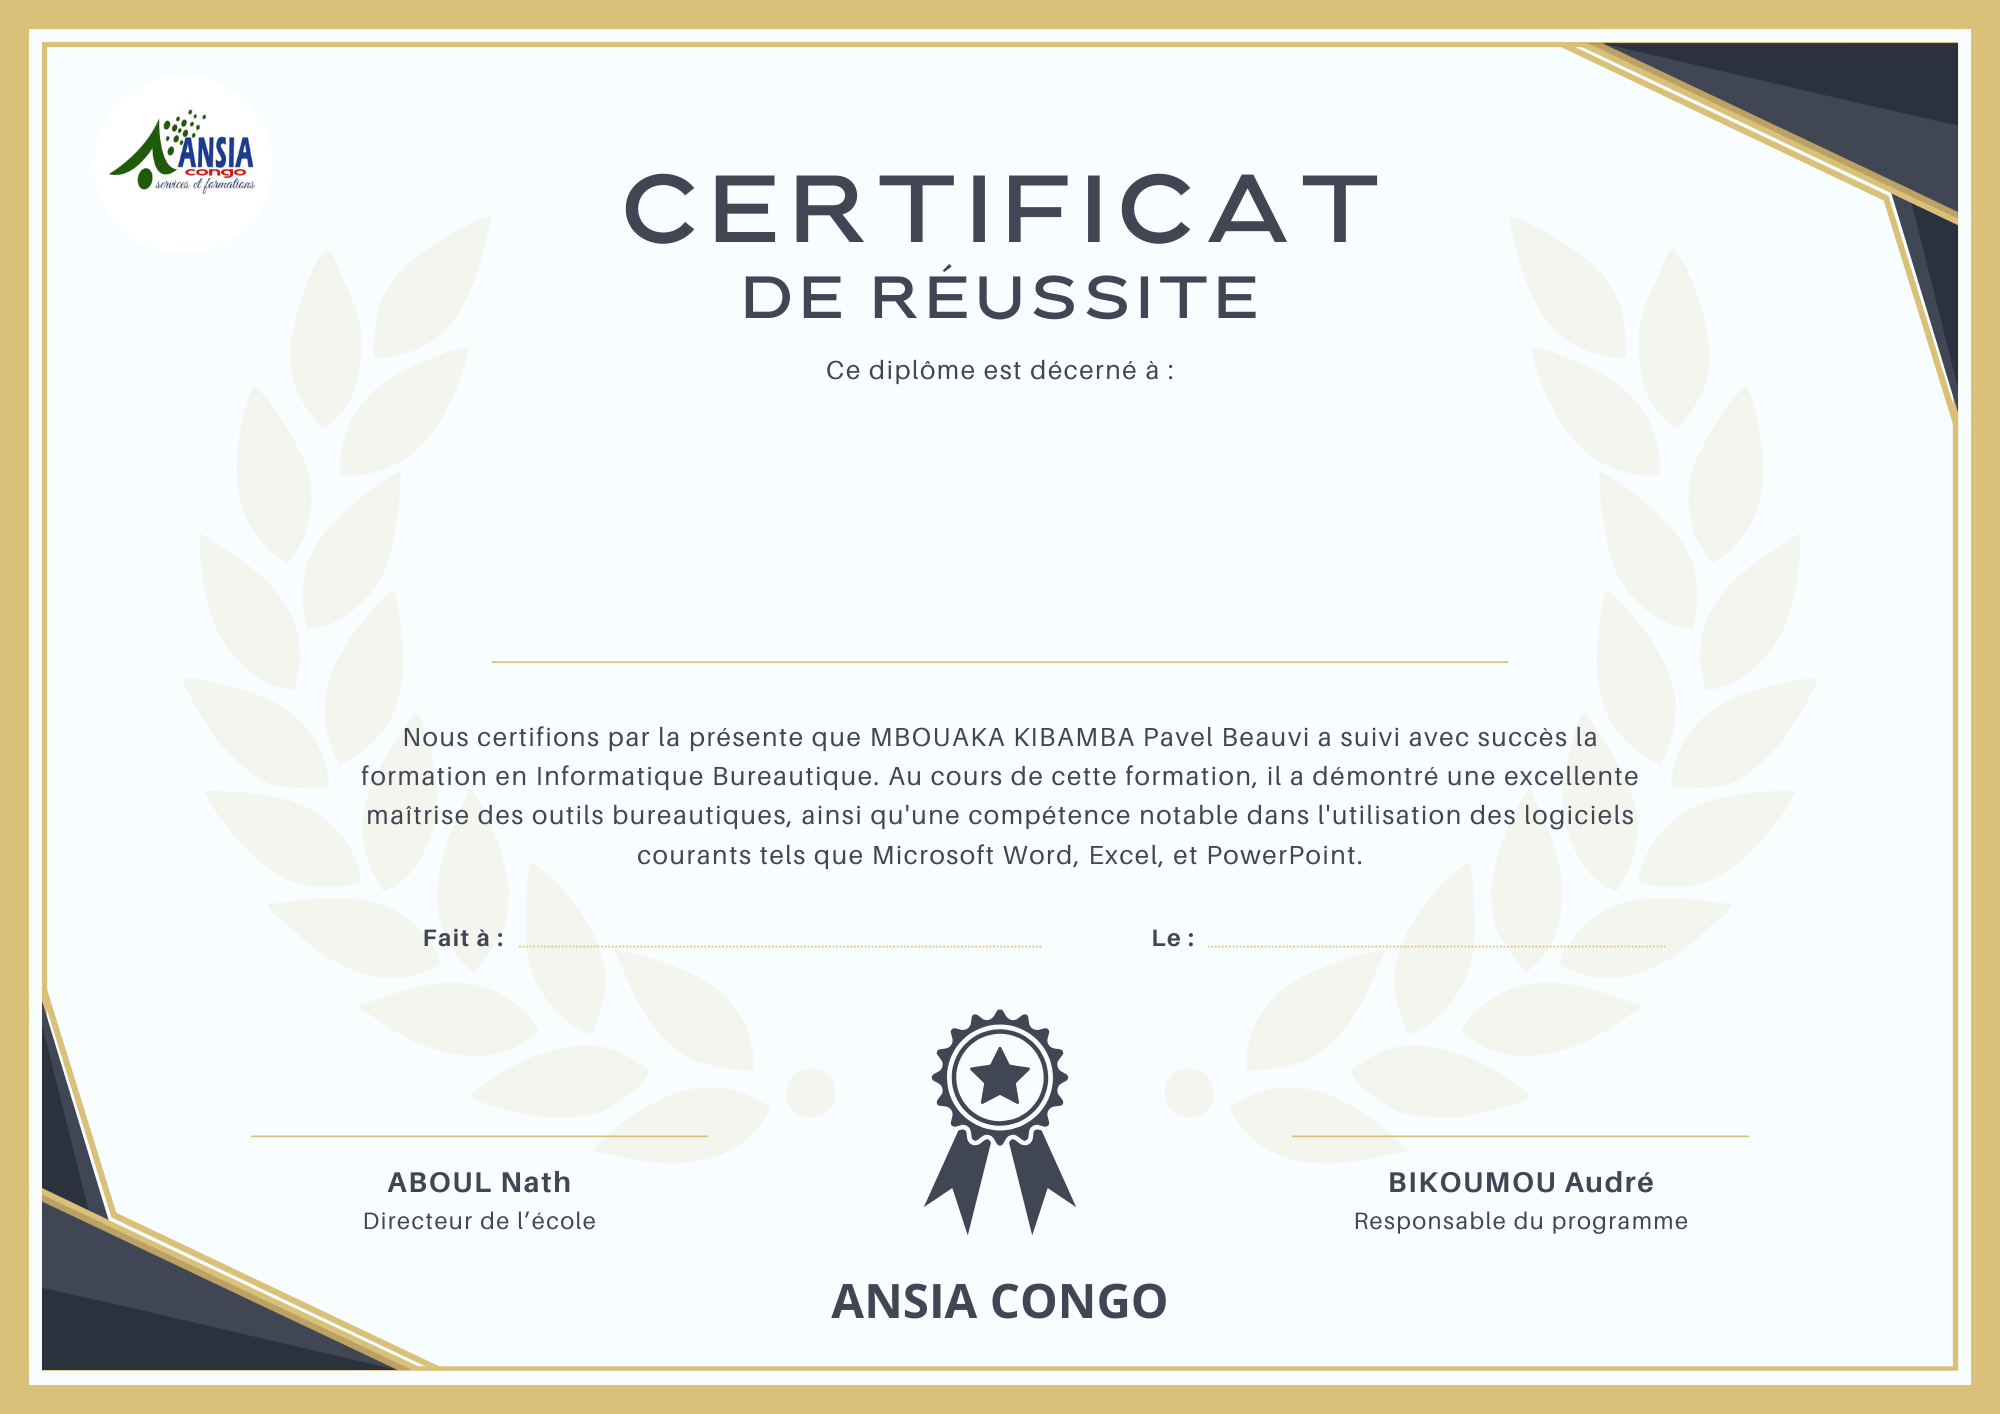 ANSIA
congo
services et formations
CERTIFICAT
DE RÉUSSITE
Ce diplôme est décerné à :
Nous certifions par la présente que MBOUAKA KIBAMBA Pavel Beauvi a suivi avec succès la
formation en Informatique Bureautique. Au cours de cette formation, il a démontré une excellente
maîtrise des outils bureautiques, ainsi qu'une compétence notable dans l'utilisation des logiciels
courants tels que Microsoft Word, Excel, et PowerPoint.
Fait à : Le :
ABOUL Nath BIKOUMOU Audré
Directeur de l’école Responsable du programme
ANSIA CONGO